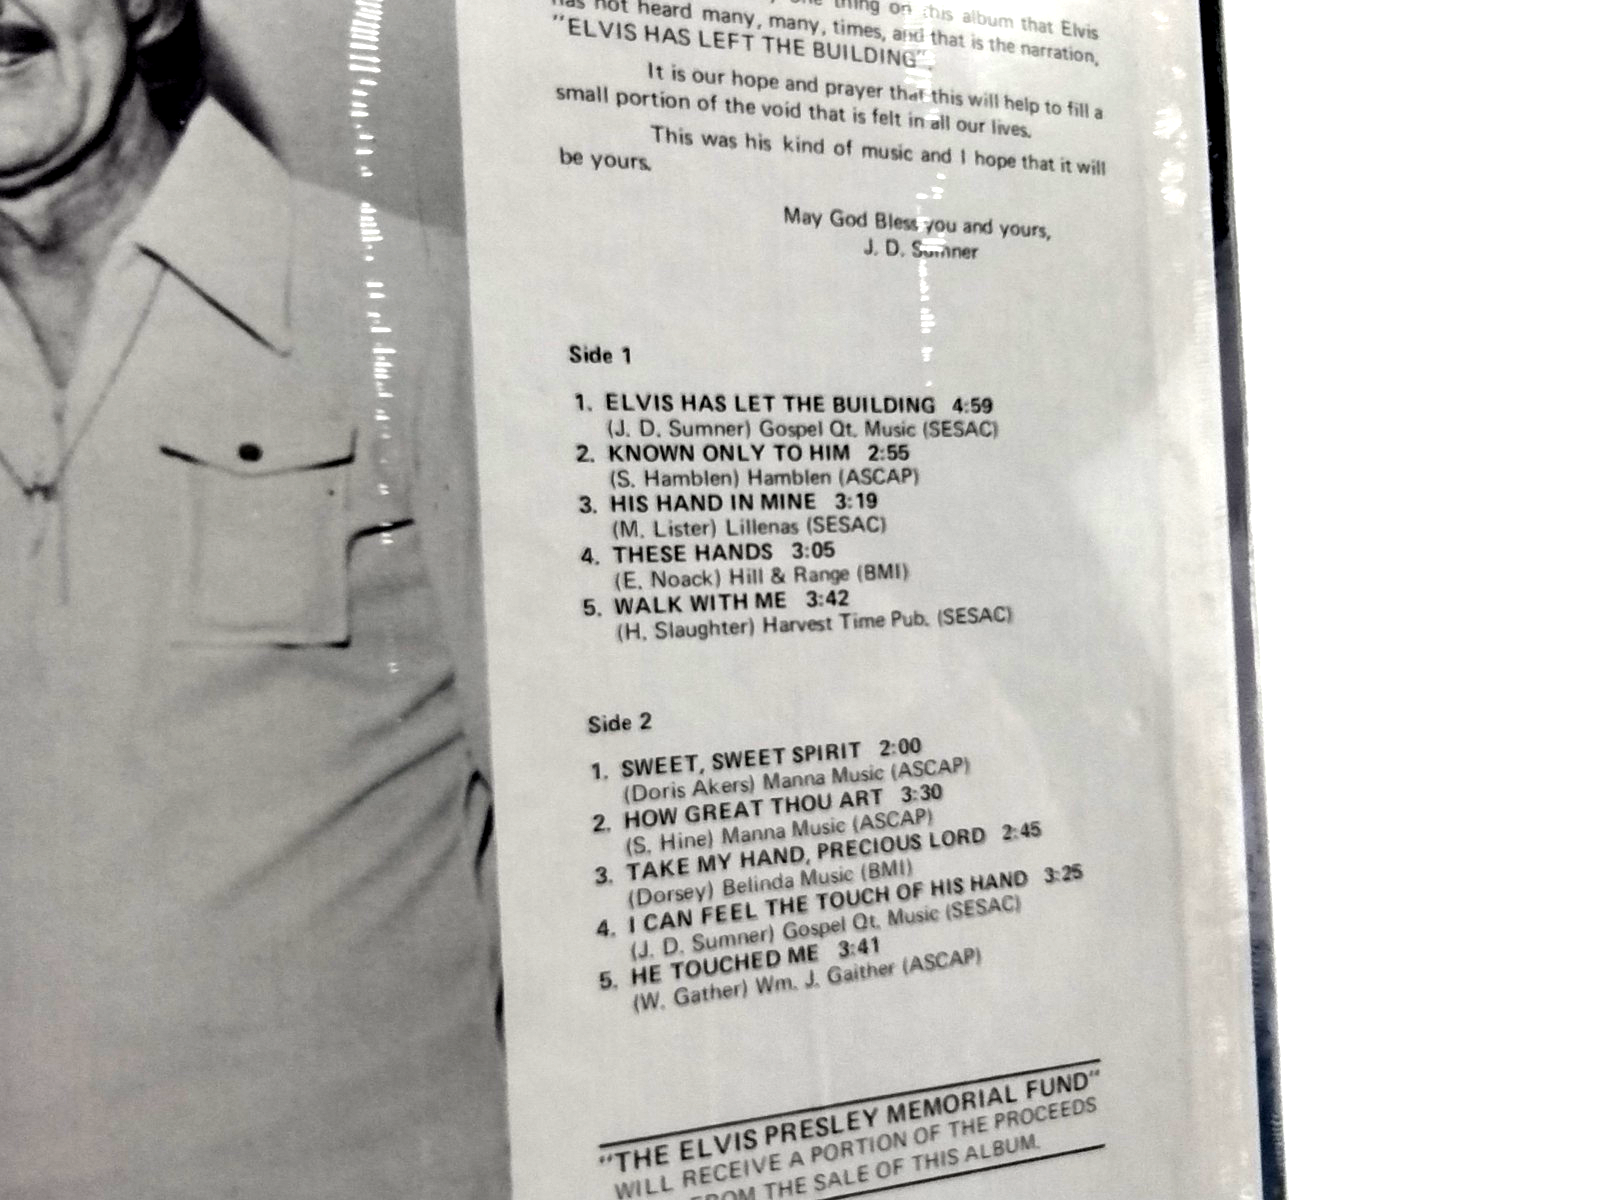 thing on this album that Elvis
has not heard many, many, times, and that is the narration,
"ELVIS HAS LEFT THE BUILDING".
It is our hope and prayer that this will help to fill a
small portion of the void that is felt in all our lives.
This was his kind of music and I hope that it will
be yours.
May God Bless you and yours,
J. D. Sumner
Side 1
1. ELVIS HAS LET THE BUILDING 4:59
(J. D. Sumner) Gospel Qt. Music (SESAC)
2. KNOWN ONLY TO HIM 2:55
(S. Hamblen) Hamblen (ASCAP)
3. HIS HAND IN MINE 3:19
(M. Lister) Lillenas (SESAC)
4. THESE HANDS 3:05
(E. Noack) Hill & Range (BMI)
5. WALK WITH ME 3:42
(H. Slaughter) Harvest Time Pub. (SESAC)
Side 2
1. SWEET, SWEET SPIRIT 2:00
(Doris Akers) Manna Music (ASCAP)
2. HOW GREAT THOU ART 3:30
(S. Hine) Manna Music (ASCAP)
3. TAKE MY HAND, PRECIOUS LORD 2:45
(Dorsey) Belinda Music (BMI)
4. I CAN FEEL THE TOUCH OF HIS HAND 3:25
(J. D. Sumner) Gospel Qt. Music (SESAC)
5. HE TOUCHED ME 3:41
(W. Gather) Wm. J. Gaither (ASCAP)
"THE ELVIS PRESLEY MEMORIAL FUND"
WILL RECEIVE A PORTION OF THE PROCEEDS
FROM THE SALE OF THIS ALBUM.